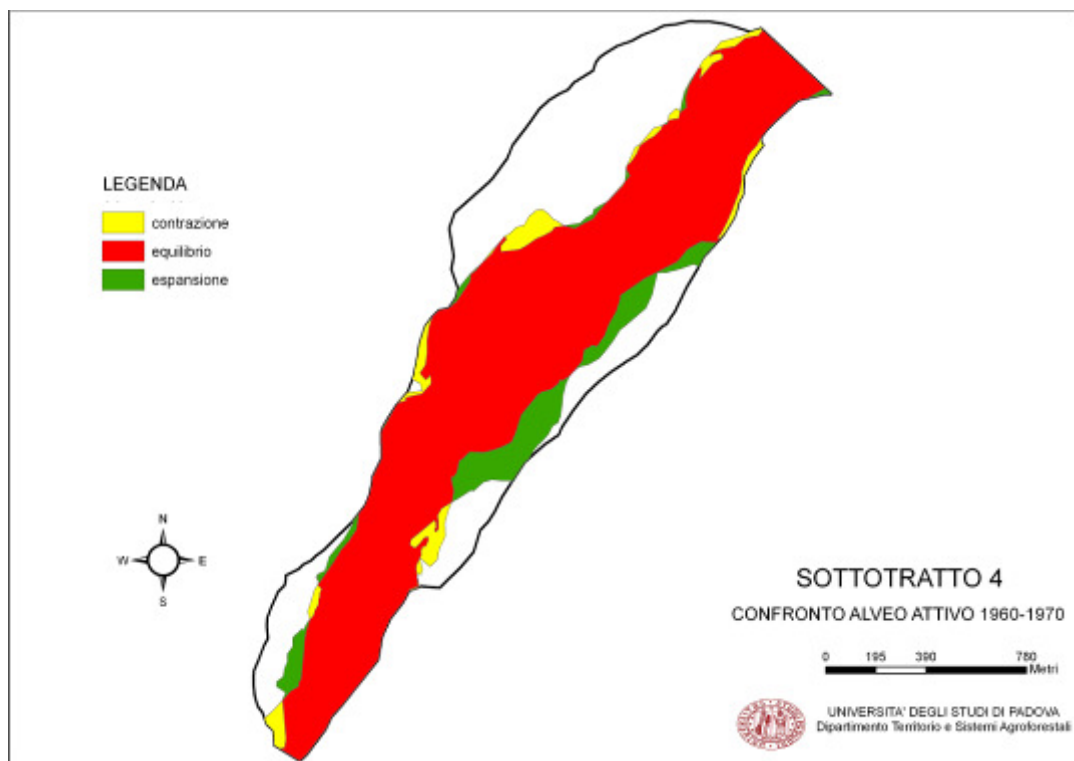 LEGENDA
contrazione
equilibrio
espansione
N
W E
S
SOTTOTRATTO 4
CONFRONTO ALVEO ATTIVO 1960-1970
0 195 390 780
Metri
UNIVERSITA' DEGLI STUDI DI PADOVA
Dipartimento Territorio e Sistemi Agroforestali